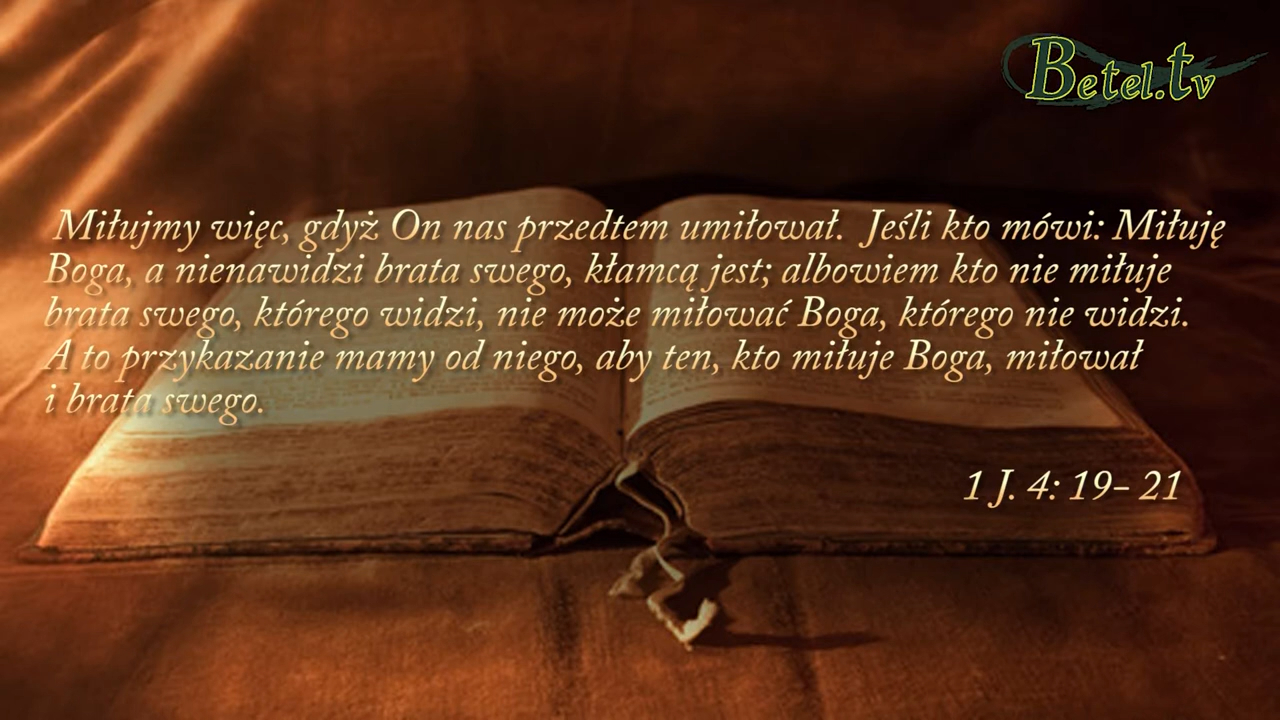 Betel.tv
Miłujmy więc, gdyż On nas przedtem umiłował. Jeśli kto mówi: Miłuję
Boga, a nienawidzi brata swego, kłamcą jest; albowiem kto nie miłuje
brata swego, którego widzi, nie może miłować Boga, którego nie widzi.
A to przykazanie mamy od niego, aby ten, kto miłuje Boga, miłował
i brata swego.
1 J. 4: 19– 21